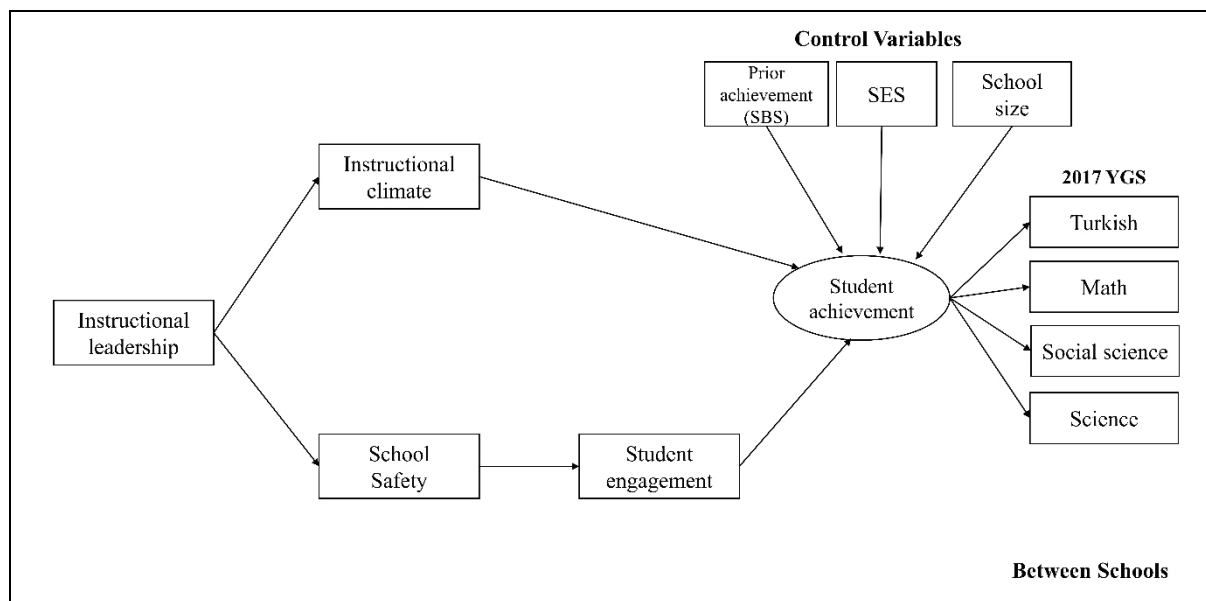 Control Variables
Prior
achievement
(SBS)
SES
School
size
Instructional
climate
2017 YGS
Turkish
Math
Social science
Science
Student
achievement
Instructional
leadership
School
Safety
Student
engagement
Between Schools